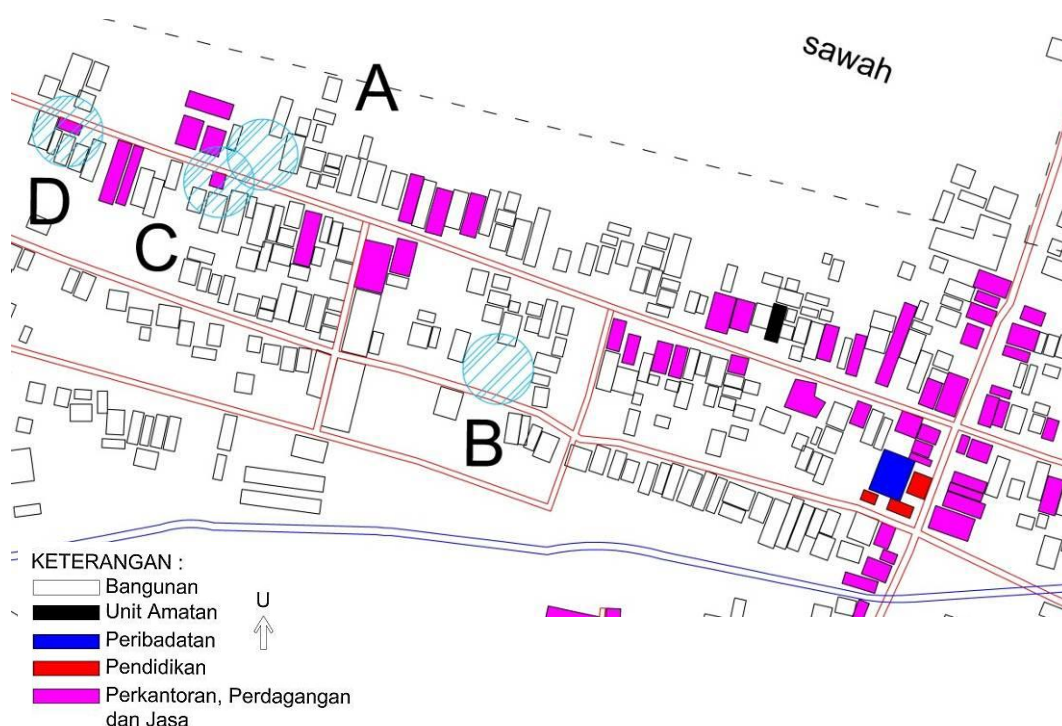 sawah
A
D
C
B
KETERANGAN :
Bangunan
Unit Amatan
U
Peribadatan
Pendidikan
Perkantoran, Perdagangan
dan Jasa